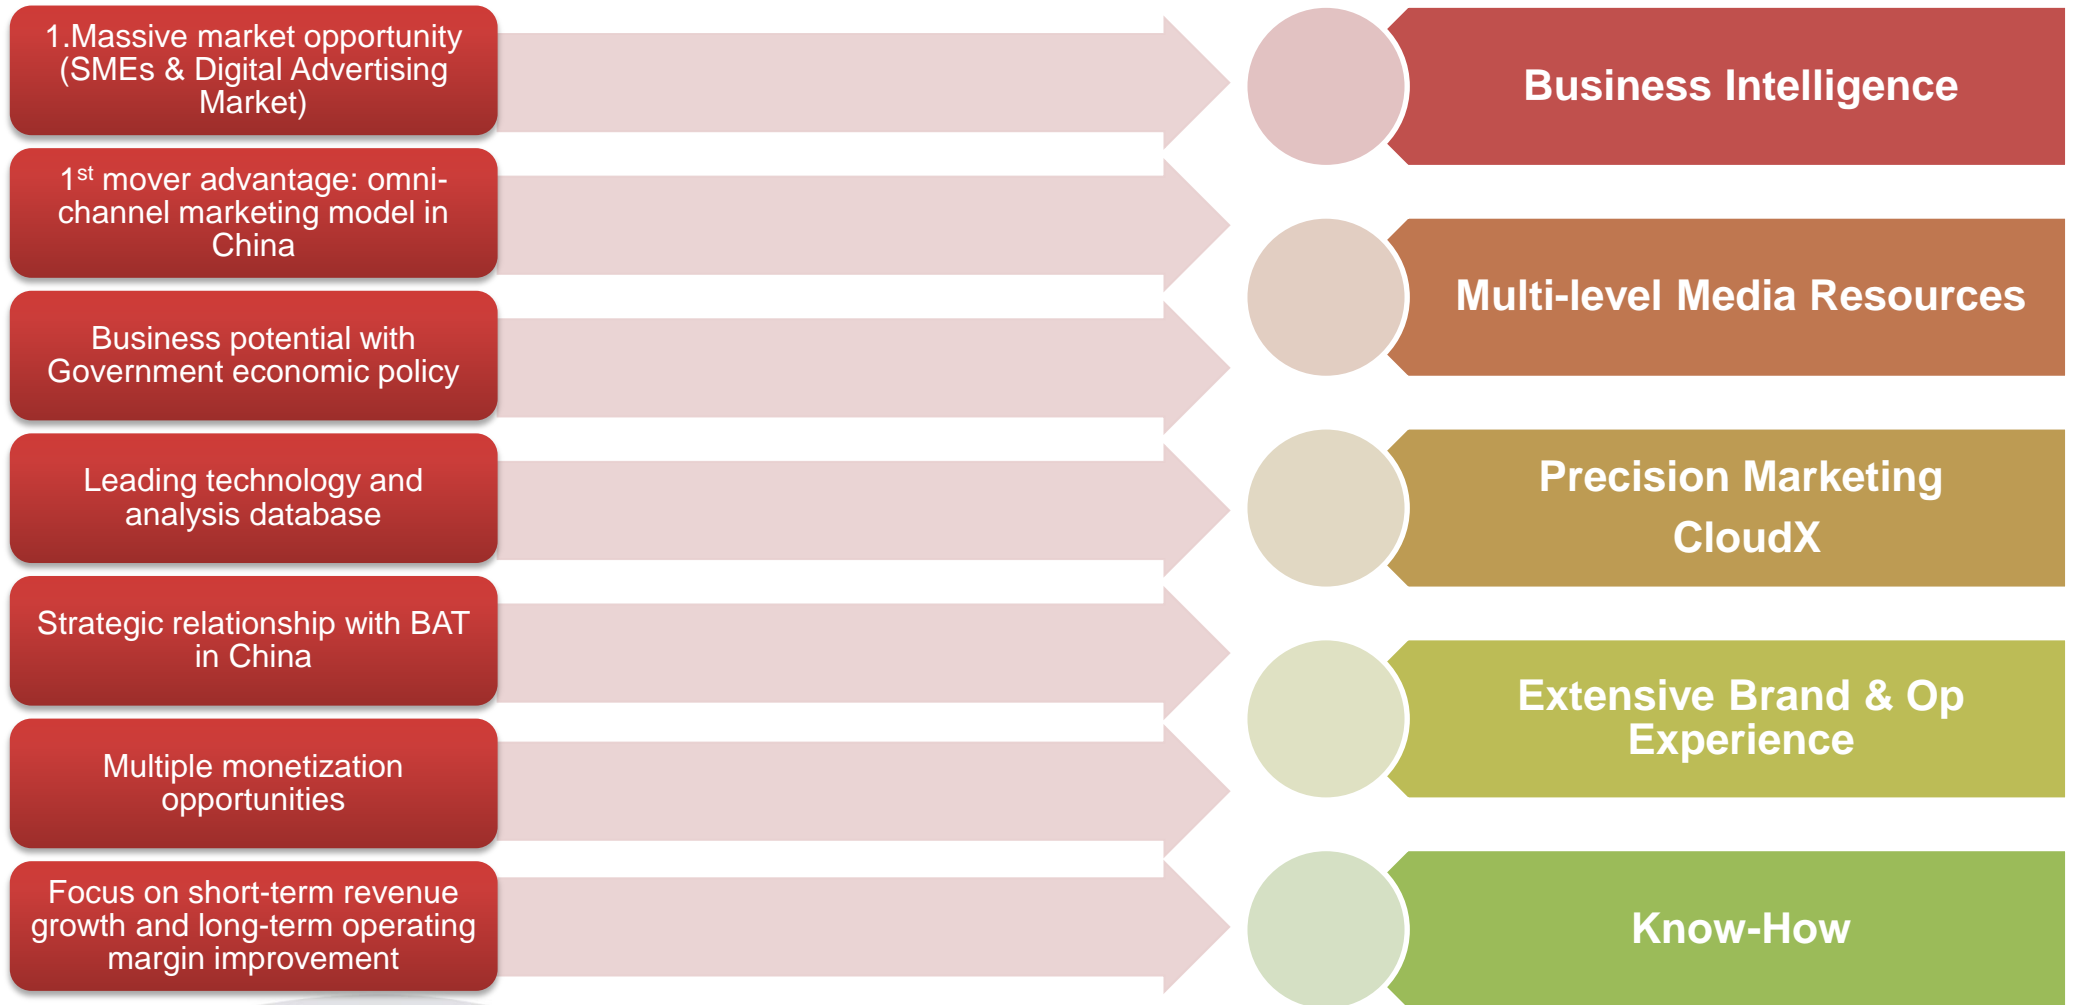 1.Massive market opportunity
(SMEs & Digital Advertising
Market)
1st mover advantage: omni-
channel marketing model in
China
Business potential with
Government economic policy
Leading technology and
analysis database
Strategic relationship with BAT
in China
Multiple monetization
opportunities
Focus on short-term revenue
growth and long-term operating
margin improvement
Business Intelligence
Multi-level Media Resources
Precision Marketing
CloudX
Extensive Brand & Op
Experience
Know-How